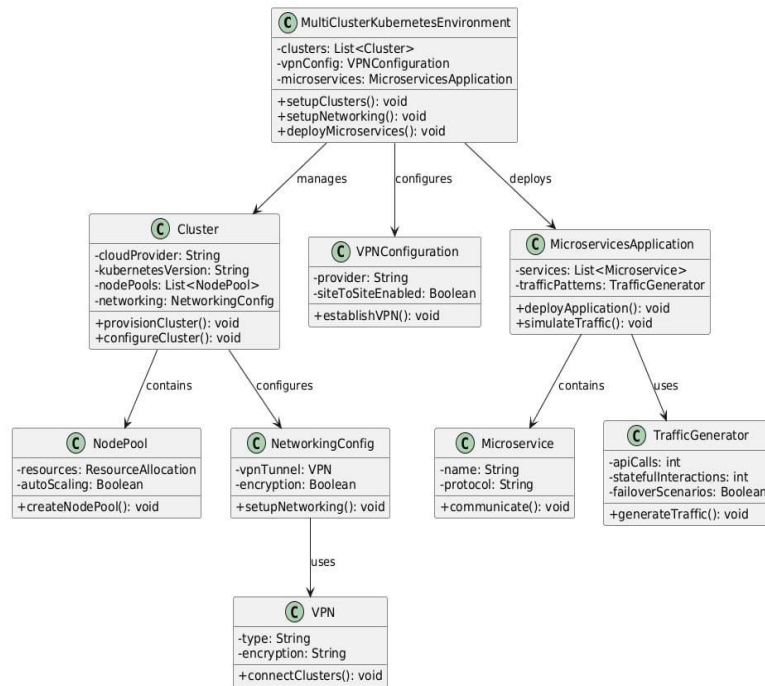 C MultiClusterKubernetesEnvironment
-clusters: List<Cluster>
-vpnConfig: VPNConfiguration
-microservices: MicroservicesApplication
+setupClusters(): void
+setupNetworking(): void
+deployMicroservices(): void
manages
configures
deploys
C Cluster
-cloudProvider: String
-kubernetesVersion: String
-nodePools: List<NodePool>
-networking: NetworkingConfig
+provisionCluster(): void
+configureCluster(): void
C VPNConfiguration
-provider: String
-siteToSiteEnabled: Boolean
+establishVPN(): void
C MicroservicesApplication
-services: List<Microservice>
-trafficPatterns: TrafficGenerator
+deployApplication(): void
+simulateTraffic(): void
contains
configures
contains
uses
C NodePool
-resources: ResourceAllocation
-autoScaling: Boolean
+createNodePool(): void
C NetworkingConfig
-vpnTunnel: VPN
-encryption: Boolean
+setupNetworking(): void
C Microservice
-name: String
-protocol: String
+communicate(): void
C TrafficGenerator
-apiCalls: int
-statefulInteractions: int
-failoverScenarios: Boolean
+generateTraffic(): void
uses
C VPN
-type: String
-encryption: String
+connectClusters(): void